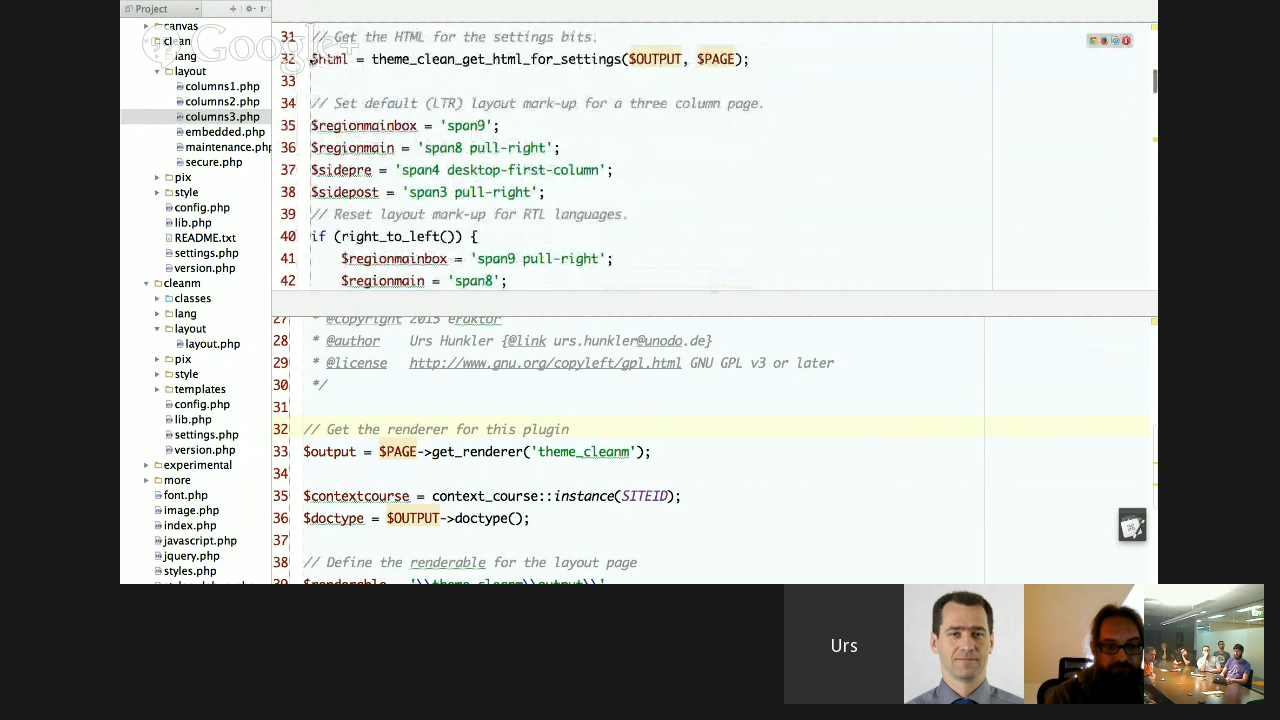 Project
canvas
clean
lang
layout
columns1.php
columns2.php
columns3.php
embedded.php
maintenance.php
secure.php
pix
style
config.php
lib.php
README.txt
settings.php
version.php
cleanm
classes
lang
layout
layout.php
pix
style
templates
config.php
lib.php
settings.php
version.php
experimental
more
font.php
image.php
index.php
javascript.php
jquery.php
styles.php
Google+
31 // Get the HTML for the settings bits.
32 $html = theme_clean_get_html_for_settings($OUTPUT, $PAGE);
33
34 // Set default (LTR) layout mark-up for a three column page.
35 $regionmainbox = 'span9';
36 $regionmain = 'span8 pull-right';
37 $sidepre = 'span4 desktop-first-column';
38 $sidepost = 'span3 pull-right';
39 // Reset layout mark-up for RTL languages.
40 if (right_to_left()) {
41 $regionmainbox = 'span9 pull-right';
42 $regionmain = 'span8';
27 * @copyright 2015 eFaktor
28 * @author Urs Hunkler {@link urs.hunkler@unodo.de}
29 * @license http://www.gnu.org/copyleft/gpl.html GNU GPL v3 or later
30 */
31
32 // Get the renderer for this plugin
33 $output = $PAGE->get_renderer('theme_cleanm');
34
35 $contextcourse = context_course::instance(SITEID);
36 $doctype = $OUTPUT->doctype();
37
38 // Define the renderable for the layout page
39 $renderable = '\\theme_cleanm\\output\\'
Urs